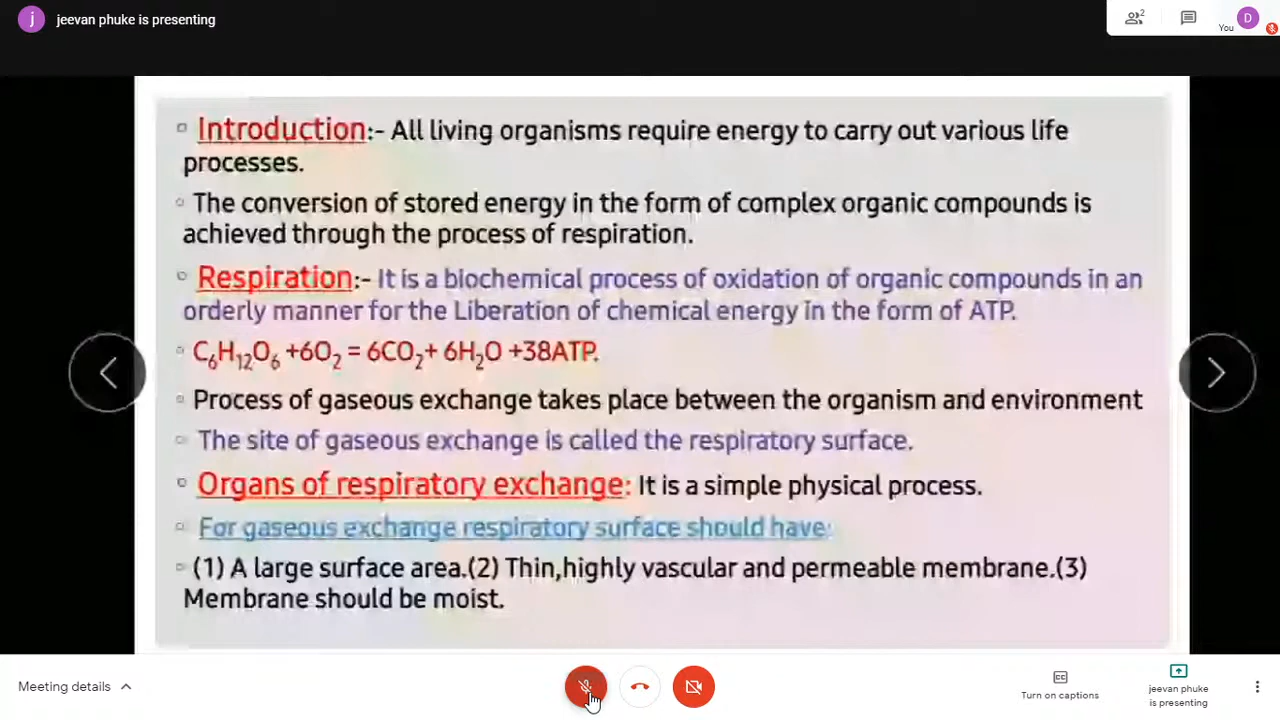 j jeevan phuke is presenting
2
You D
Introduction:- All living organisms require energy to carry out various life
processes.
The conversion of stored energy in the form of complex organic compounds is
achieved through the process of respiration.
Respiration:- It is a biochemical process of oxidation of organic compounds in an
orderly manner for the Liberation of chemical energy in the form of ATP.
C₆H₁₂O₆ +6O₂ = 6CO₂+ 6H₂O +38ATP.
Process of gaseous exchange takes place between the organism and environment
The site of gaseous exchange is called the respiratory surface.
Organs of respiratory exchange: It is a simple physical process.
For gaseous exchange respiratory surface should have:
(1) A large surface area.(2) Thin,highly vascular and permeable membrane.(3)
Membrane should be moist.
Meeting details
CC
Turn on captions
jeevan phuke
is presenting